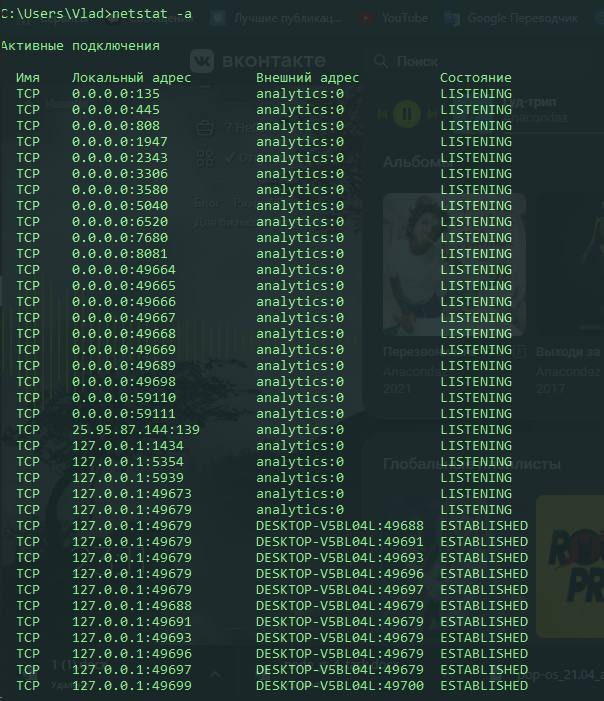 C:\Users\Vlad>netstat -a
Лучшие публикац...
YouTube
Google Переводчик
Активные подключения
вконтакте
Поиск
Имя Локальный адрес Внешний адрес Состояние
TCP 0.0.0.0:135 analytics:0 LISTENING
TCP 0.0.0.0:445 analytics:0 LISTENING
TCP 0.0.0.0:808 analytics:0 LISTENING
TCP 0.0.0.0:1947 analytics:0 LISTENING
TCP 0.0.0.0:2343 analytics:0 LISTENING
TCP 0.0.0.0:3306 analytics:0 LISTENING
TCP 0.0.0.0:3580 analytics:0 LISTENING
TCP 0.0.0.0:5040 analytics:0 LISTENING
TCP 0.0.0.0:6520 analytics:0 LISTENING
TCP 0.0.0.0:7680 analytics:0 LISTENING
TCP 0.0.0.0:8081 analytics:0 LISTENING
TCP 0.0.0.0:49664 analytics:0 LISTENING
TCP 0.0.0.0:49665 analytics:0 LISTENING
TCP 0.0.0.0:49666 analytics:0 LISTENING
TCP 0.0.0.0:49667 analytics:0 LISTENING
TCP 0.0.0.0:49668 analytics:0 LISTENING
TCP 0.0.0.0:49669 analytics:0 LISTENING
TCP 0.0.0.0:49689 analytics:0 LISTENING
TCP 0.0.0.0:49698 analytics:0 LISTENING
TCP 0.0.0.0:59110 analytics:0 LISTENING
TCP 0.0.0.0:59111 analytics:0 LISTENING
TCP 25.95.87.144:139 analytics:0 LISTENING
TCP 127.0.0.1:1434 analytics:0 LISTENING
TCP 127.0.0.1:5354 analytics:0 LISTENING
TCP 127.0.0.1:5939 analytics:0 LISTENING
TCP 127.0.0.1:49673 analytics:0 LISTENING
TCP 127.0.0.1:49679 analytics:0 LISTENING
TCP 127.0.0.1:49679 DESKTOP-V5BL04L:49688 ESTABLISHED
TCP 127.0.0.1:49679 DESKTOP-V5BL04L:49691 ESTABLISHED
TCP 127.0.0.1:49679 DESKTOP-V5BL04L:49693 ESTABLISHED
TCP 127.0.0.1:49679 DESKTOP-V5BL04L:49696 ESTABLISHED
TCP 127.0.0.1:49679 DESKTOP-V5BL04L:49697 ESTABLISHED
TCP 127.0.0.1:49688 DESKTOP-V5BL04L:49679 ESTABLISHED
TCP 127.0.0.1:49691 DESKTOP-V5BL04L:49679 ESTABLISHED
TCP 127.0.0.1:49693 DESKTOP-V5BL04L:49679 ESTABLISHED
TCP 127.0.0.1:49696 DESKTOP-V5BL04L:49679 ESTABLISHED
TCP 127.0.0.1:49697 DESKTOP-V5BL04L:49679 ESTABLISHED
TCP 127.0.0.1:49699 DESKTOP-V5BL04L:49700 ESTABLISHED
Anacondaz
Альбомы
Выходи за
Anacondaz
2021
Anacondaz
2017